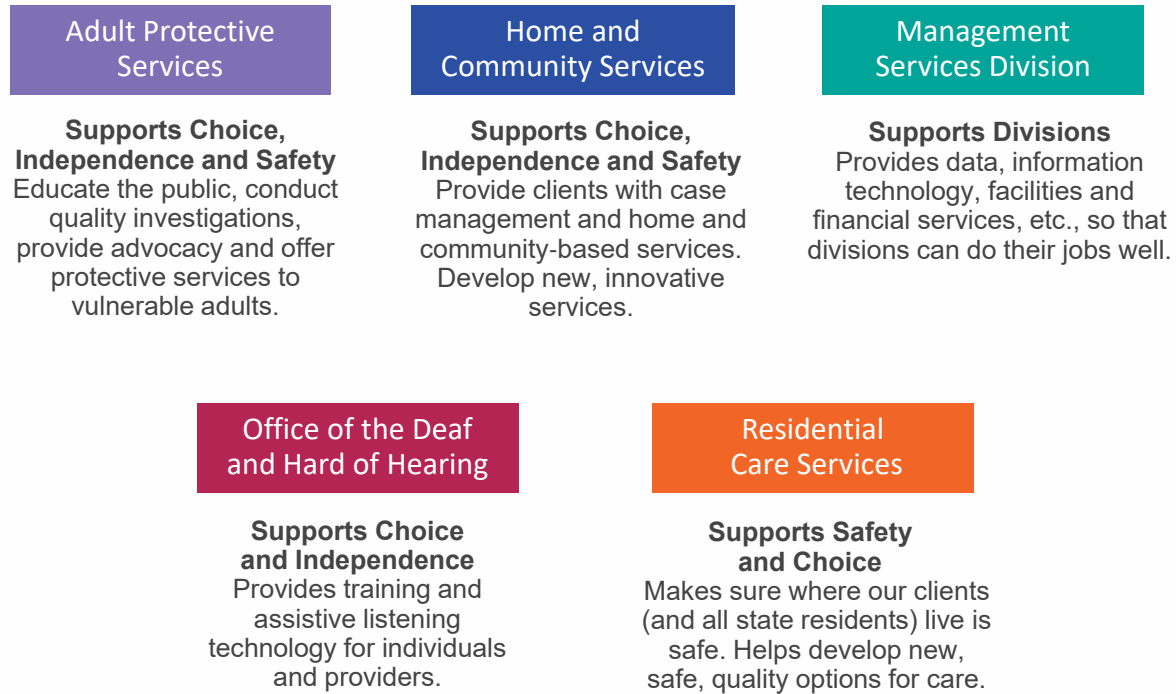 Adult Protective
Services
Supports Choice,
Independence and Safety
Educate the public, conduct
quality investigations,
provide advocacy and offer
protective services to
vulnerable adults.
Home and
Community Services
Supports Choice,
Independence and Safety
Provide clients with case
management and home and
community-based services.
Develop new, innovative
services.
Management
Services Division
Supports Divisions
Provides data, information
technology, facilities and
financial services, etc., so that
divisions can do their jobs well.
Office of the Deaf
and Hard of Hearing
Supports Choice
and Independence
Provides training and
assistive listening
technology for individuals
and providers.
Residential
Care Services
Supports Safety
and Choice
Makes sure where our clients
(and all state residents) live is
safe. Helps develop new,
safe, quality options for care.